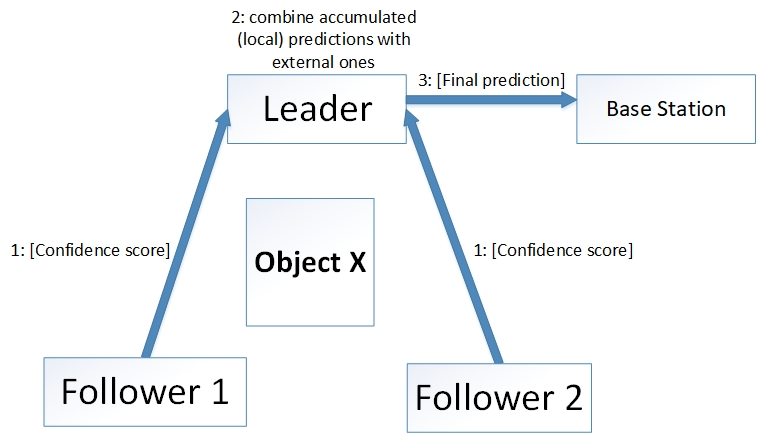 2: combine accumulated
(local) predictions with
external ones
3: [Final prediction]
Leader
Base Station
1: [Confidence score]
1: [Confidence score]
Object X
Follower 1
Follower 2